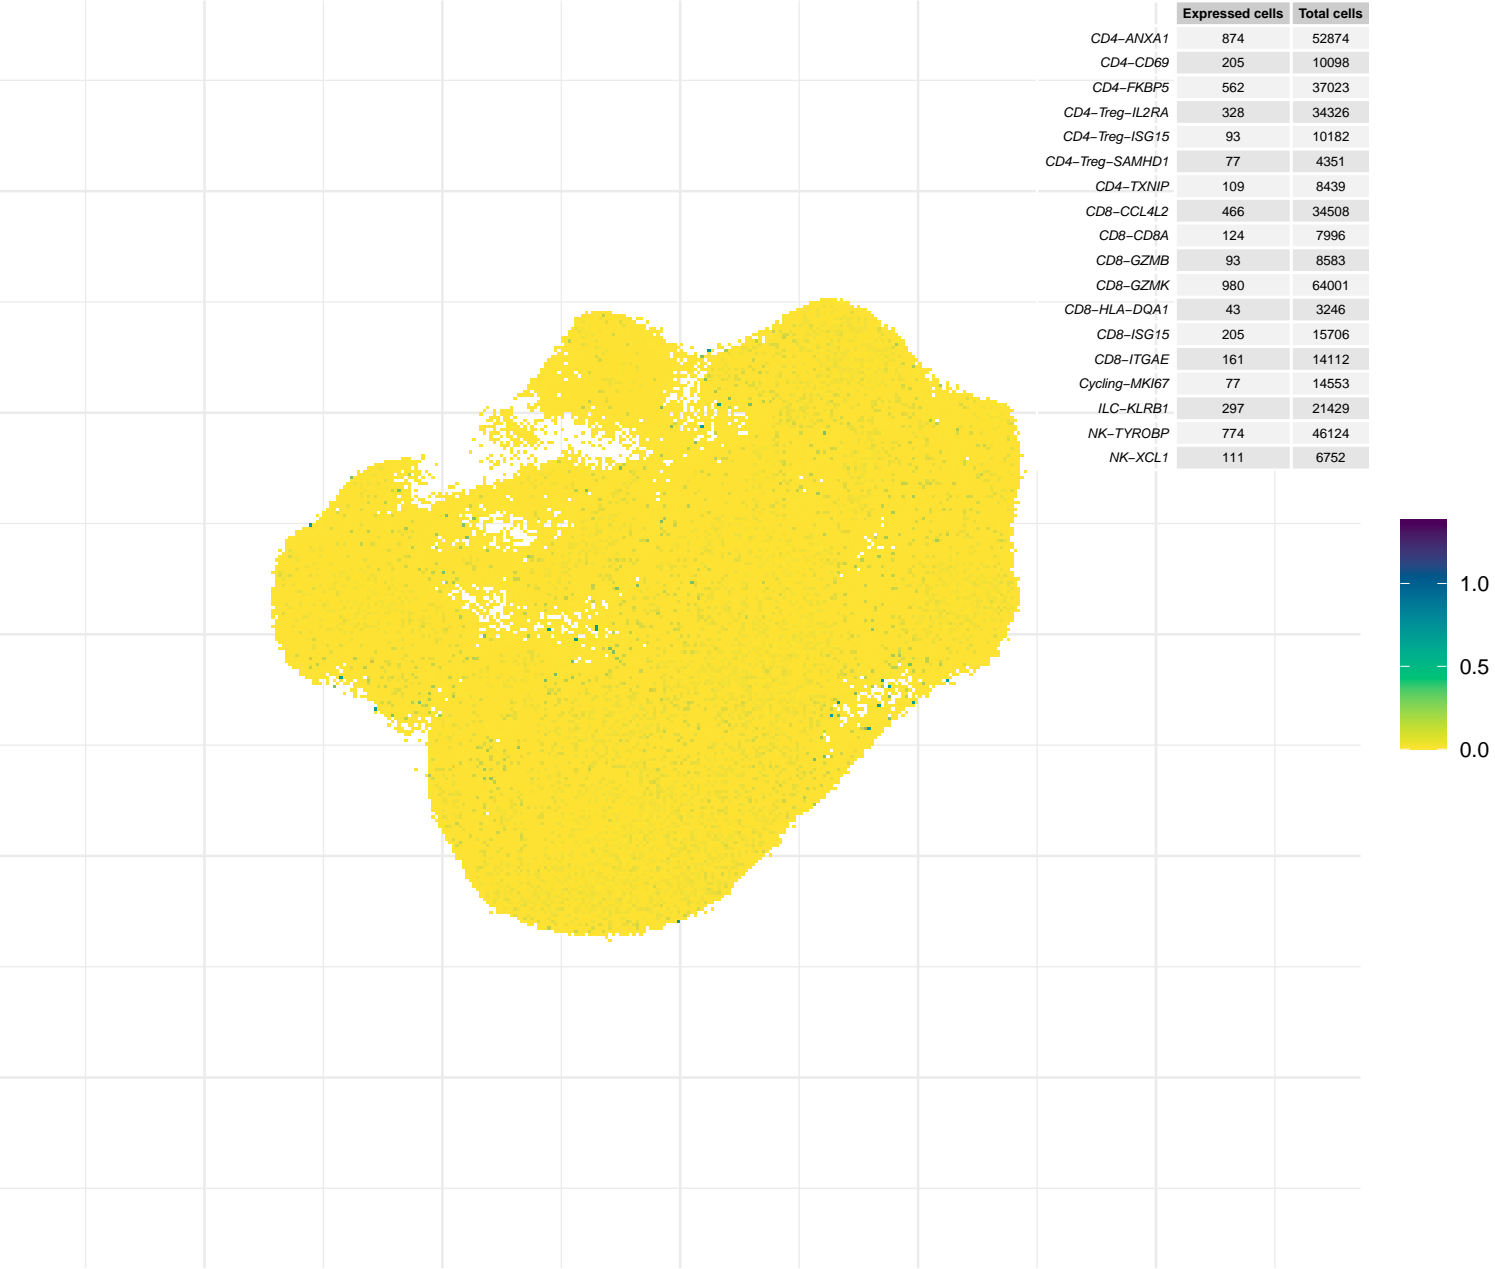 Expressed cells Total cells
CD4−ANXA1 874 52874
CD4−CD69 205 10098
CD4−FKBP5 562 37023
CD4−Treg−IL2RA 328 34326
CD4−Treg−ISG15 93 10182
CD4−Treg−SAMHD1 77 4351
CD4−TXNIP 109 8439
CD8−CCL4L2 466 34508
CD8−CD8A 124 7996
CD8−GZMB 93 8583
CD8−GZMK 980 64001
CD8−HLA−DQA1 43 3246
CD8−ISG15 205 15706
CD8−ITGAE 161 14112
Cycling−MKI67 77 14553
ILC−KLRB1 297 21429
NK−TYROBP 774 46124
NK−XCL1 111 6752
1.0
0.5
0.0